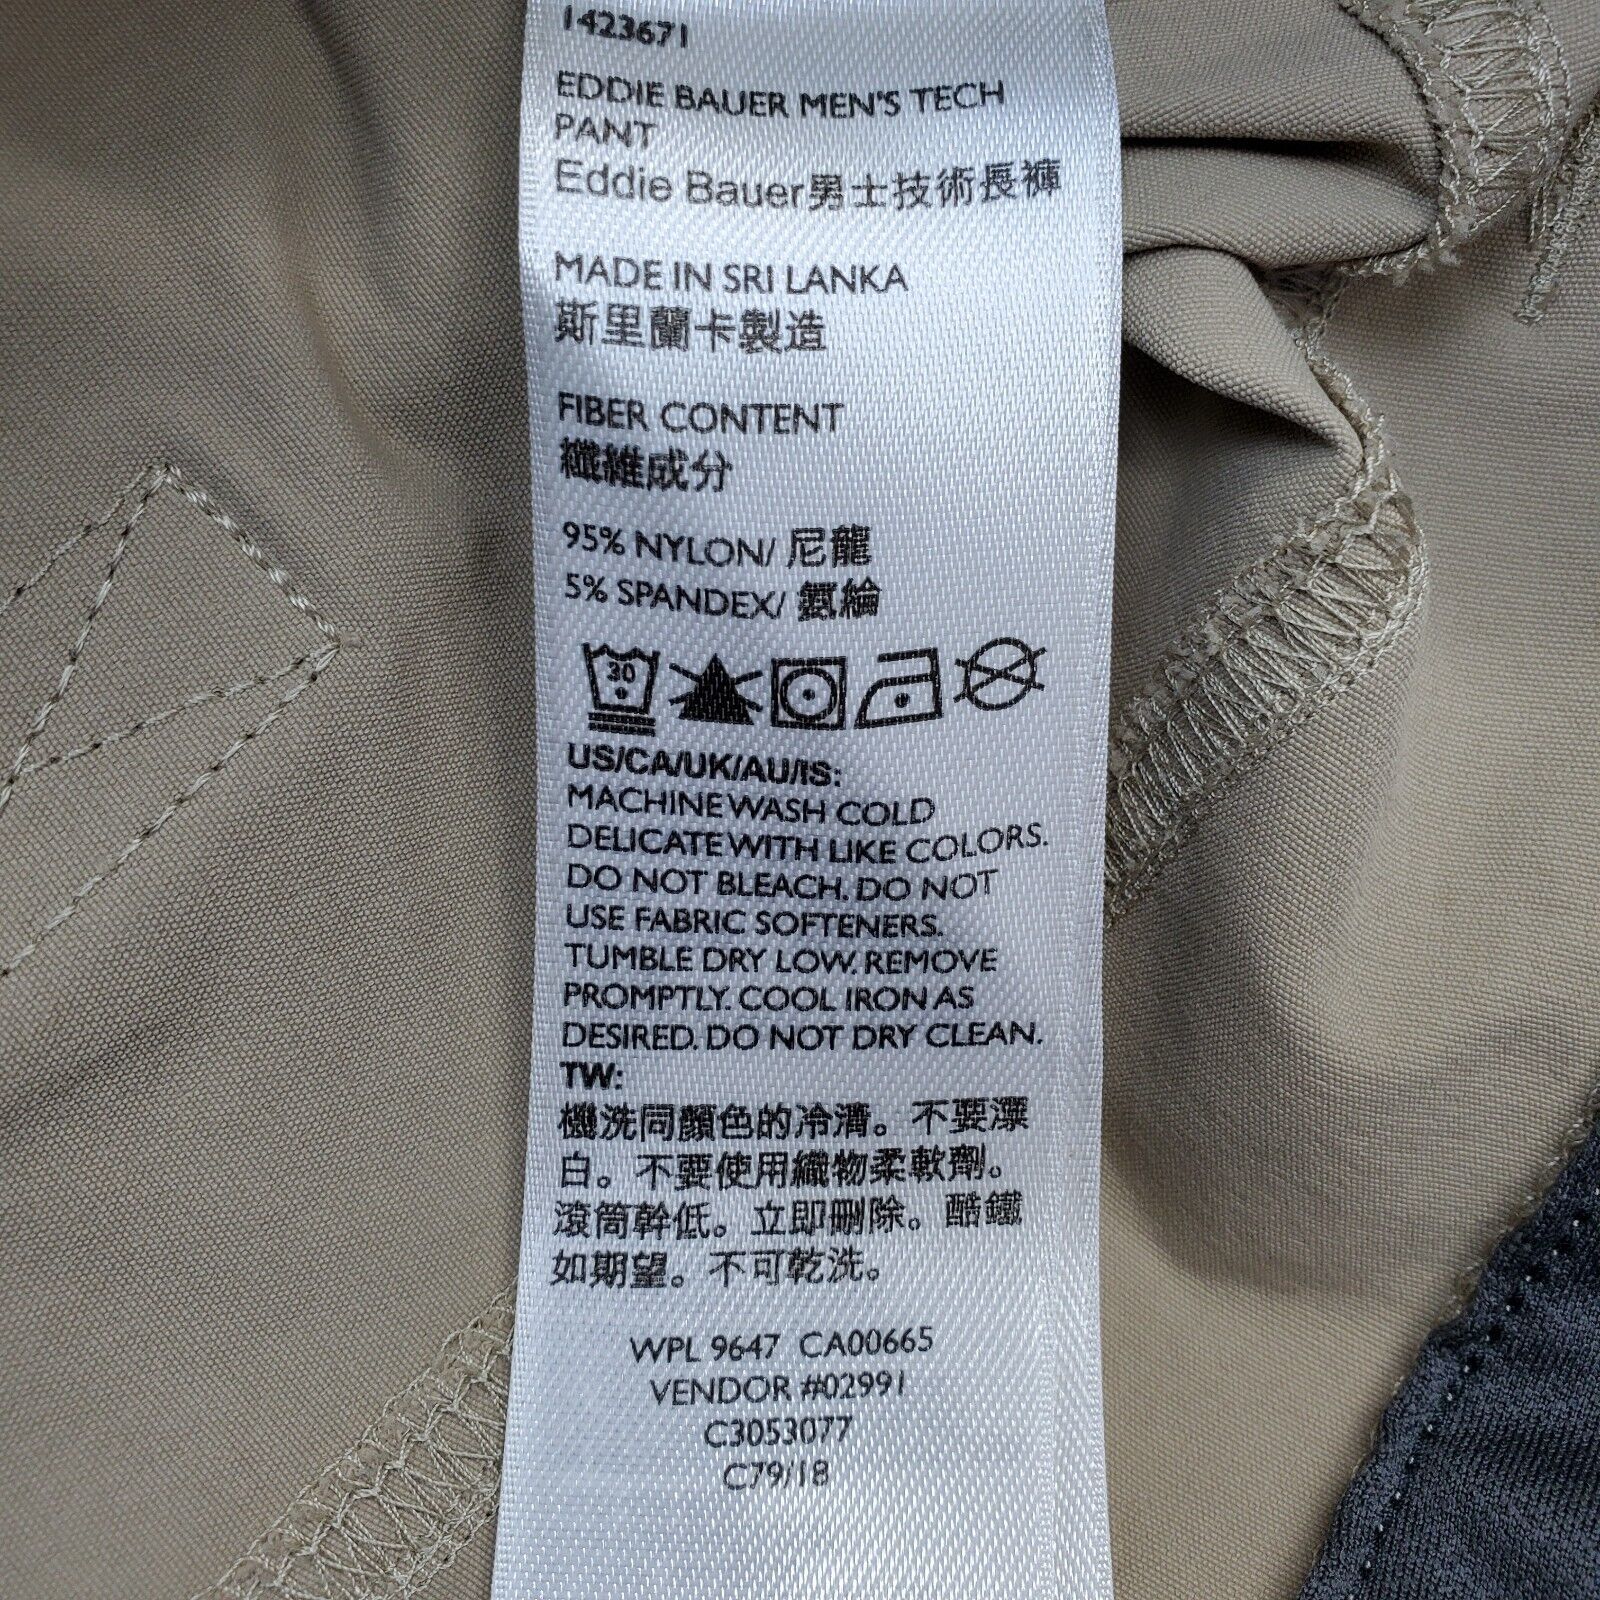 1423671
EDDIE BAUER MEN'S TECH
PANT
Eddie Bauer男士技術長褲
MADE IN SRI LANKA
斯里蘭卡製造
FIBER CONTENT
纖維成分
95% NYLON/ 尼龍
5% SPANDEX/ 氨綸
30
US/CA/UK/AU/IS:
MACHINE WASH COLD
DELICATE WITH LIKE COLORS.
DO NOT BLEACH. DO NOT
USE FABRIC SOFTENERS.
TUMBLE DRY LOW. REMOVE
PROMPTLY. COOL IRON AS
DESIRED. DO NOT DRY CLEAN.
TW:
機洗同顏色的冷濟。不要漂
白。不要使用織物柔軟劑。
滾筒幹低。立即刪除。酷鐵
如期望。不可乾洗。
WPL 9647 CA00665
VENDOR #02991
C3053077
C79/18